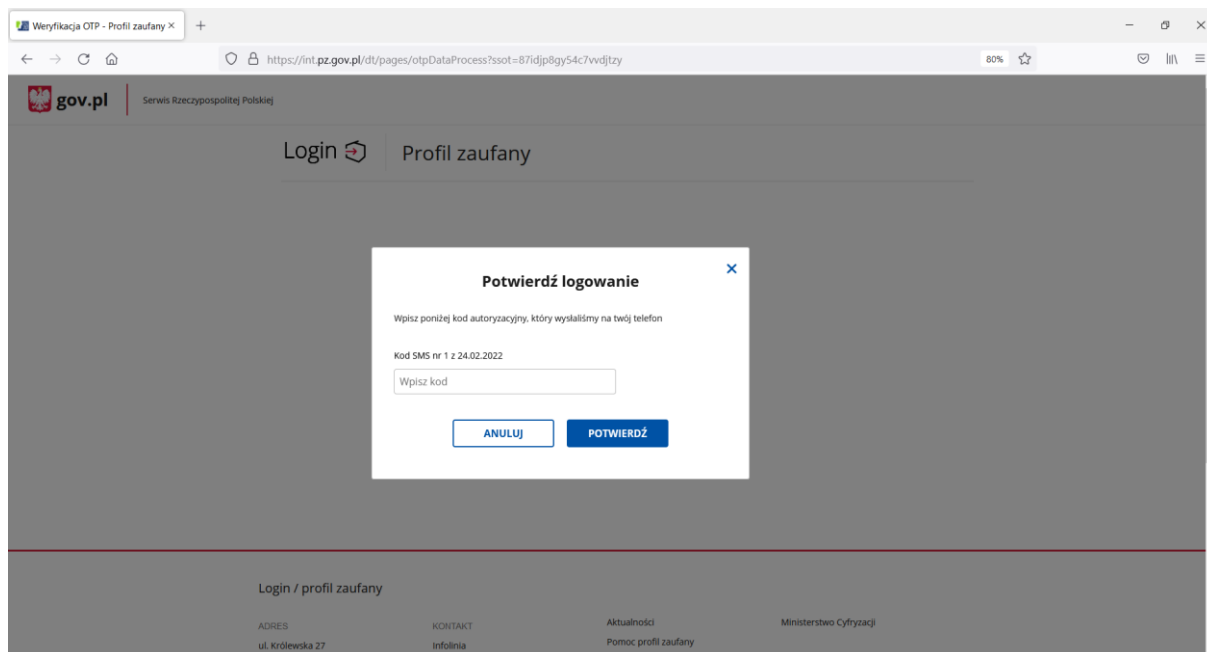 Weryfikacja OTP - Profil zaufany
https://int.pz.gov.pl/dt/pages/otpDataProcess?ssot=87idjp8gy54c7vvdjtzy
80%
gov.pl
Serwis Rzeczypospolitej Polskiej
Login
Profil zaufany
Potwierdź logowanie
Wpisz poniżej kod autoryzacyjny, który wysłaliśmy na twój telefon
Kod SMS nr 1 z 24.02.2022
Wpisz kod
ANULUJ
POTWIERDŹ
Login / profil zaufany
ADRES
ul. Królewska 27
KONTAKT
Infolinia
Aktualności
Pomoc profil zaufany
Ministerstwo Cyfryzacji